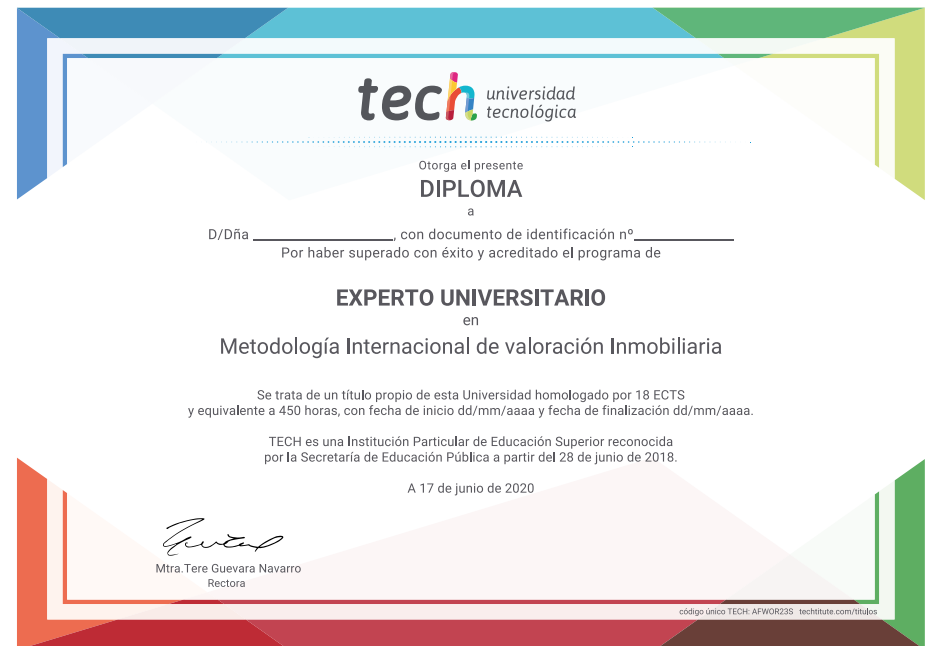 tech universidad
tecnológica
Otorga el presente
DIPLOMA
a
D/Dña ____________________, con documento de identificación nº______________
Por haber superado con éxito y acreditado el programa de
EXPERTO UNIVERSITARIO
en
Metodología Internacional de valoración Inmobiliaria
Se trata de un título propio de esta Universidad homologado por 18 ECTS
y equivalente a 450 horas, con fecha de inicio dd/mm/aaaa y fecha de finalización dd/mm/aaaa.
TECH es una Institución Particular de Educación Superior reconocida
por la Secretaría de Educación Pública a partir del 28 de junio de 2018.
A 17 de junio de 2020
Mtra.Tere Guevara Navarro
Rectora
código único TECH: AFWOR23S techtitute.com/titulos